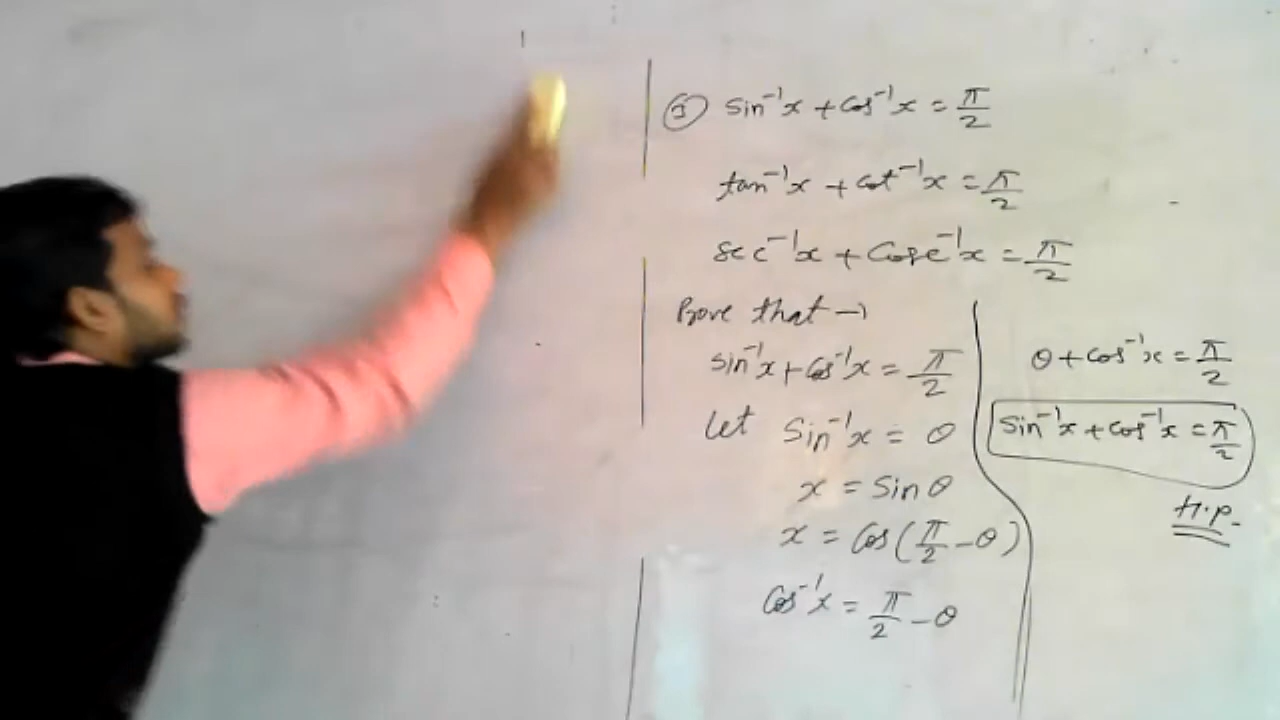 ① sin⁻¹x + cos⁻¹x = π/2
tan⁻¹x + cot⁻¹x = π/2
sec⁻¹x + Cosec⁻¹x = π/2
Prove that →
sin⁻¹x + Cos⁻¹x = π/2
Let Sin⁻¹x = θ
x = Sin θ
x = Cos(π/2 - θ)
Cos⁻¹x = π/2 - θ
θ + Cos⁻¹x = π/2
Sin⁻¹x + Cos⁻¹x = π/2
H.P.